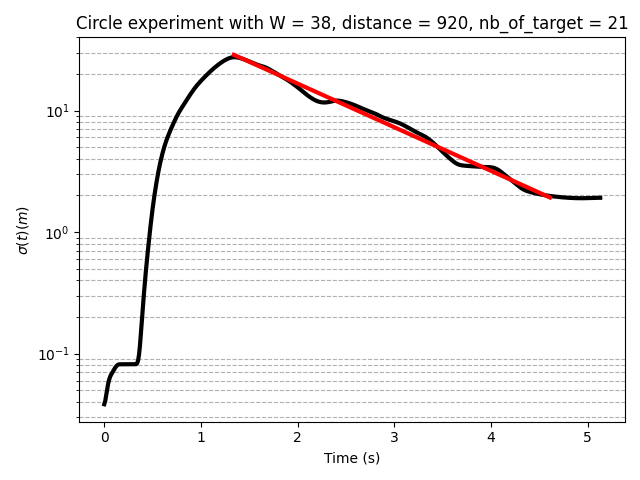 Circle experiment with W = 38, distance = 920, nb_of_target = 21
σ(t)(m)
10¹
10⁰
10⁻¹
0 1 2 3 4 5
Time (s)